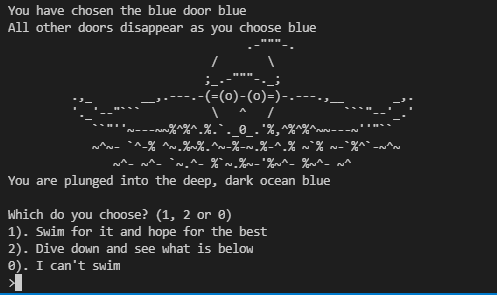 You have chosen the blue door blue
All other doors disappear as you choose blue
You are plunged into the deep, dark ocean blue
Which do you choose? (1, 2 or 0)
1). Swim for it and hope for the best
2). Dive down and see what is below
0). I can't swim
>